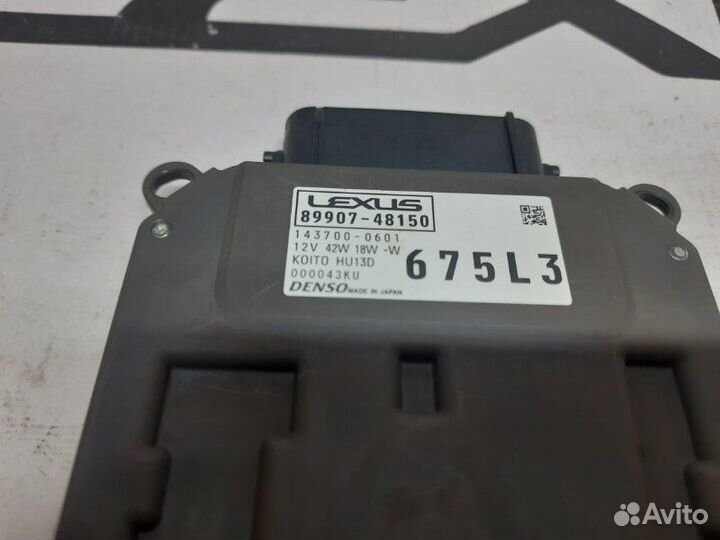 LEXUS
89907-48150
143700-0601
12V 42W 18W -W
KOITO HU13D
000043KU
675L3
DENSO MADE IN JAPAN
Avito